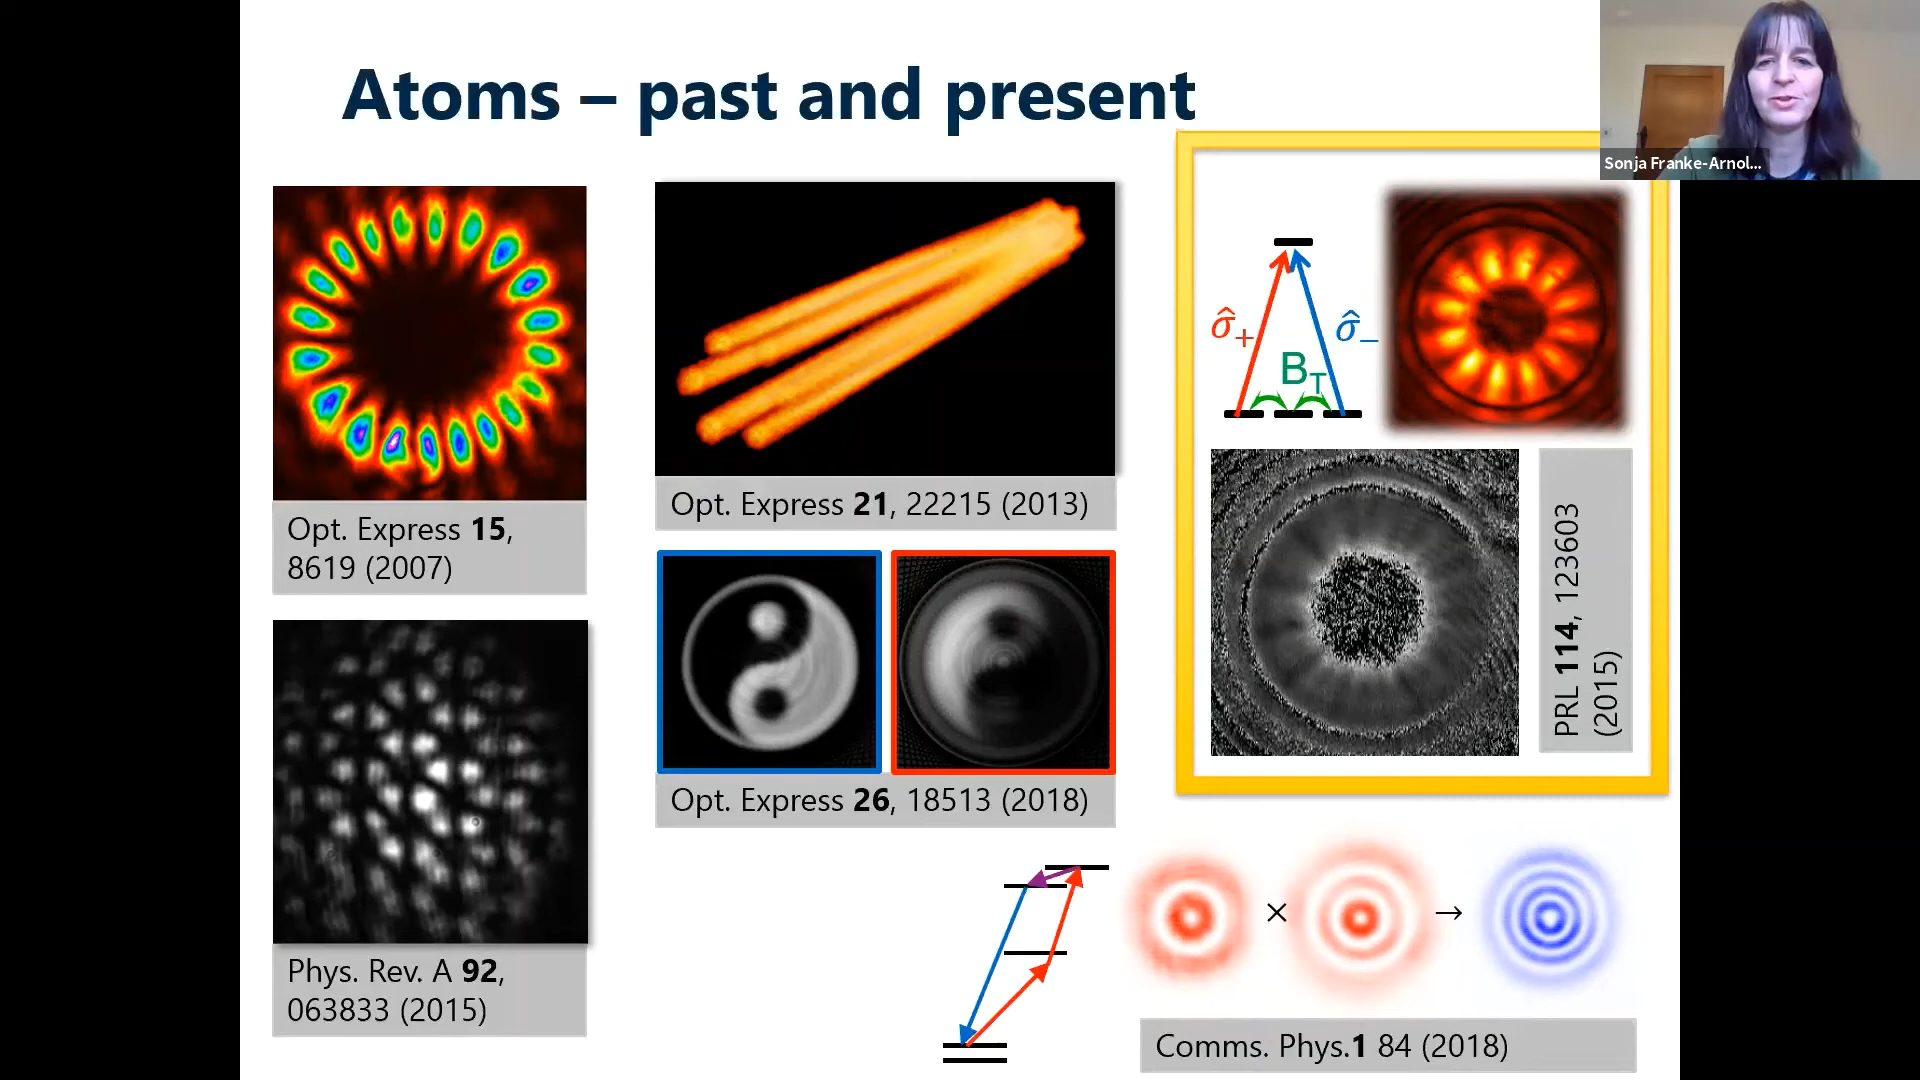 Atoms – past and present
Sonja Franke-Arnol...
Opt. Express 15,
8619 (2007)
Phys. Rev. A 92,
063833 (2015)
Opt. Express 21, 22215 (2013)
Opt. Express 26, 18513 (2018)
σ̂₊
σ̂₋
B_T
PRL 114, 123603
(2015)
× →
Comms. Phys.1 84 (2018)